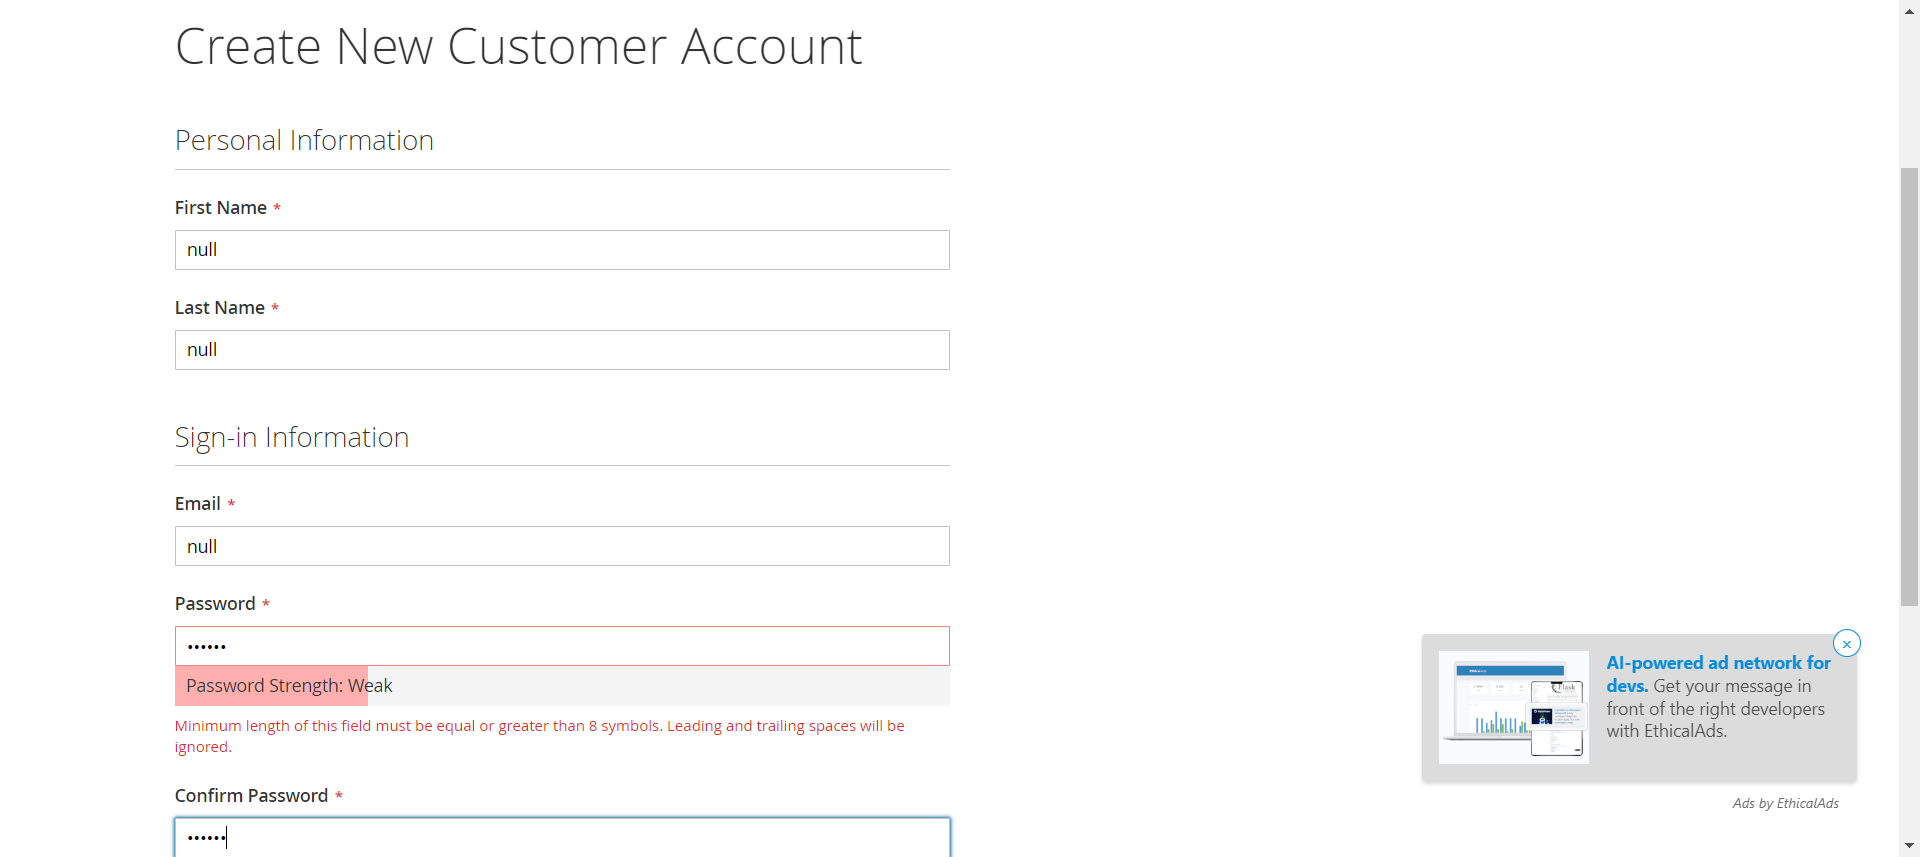 Create New Customer Account
Personal Information
First Name *
null
Last Name *
null
Sign-in Information
Email *
null
Password *
••••••
Password Strength: Weak
Minimum length of this field must be equal or greater than 8 symbols. Leading and trailing spaces will be
ignored.
Confirm Password *
••••••
AI-powered ad network for
devs. Get your message in
front of the right developers
with EthicalAds.
Ads by EthicalAds